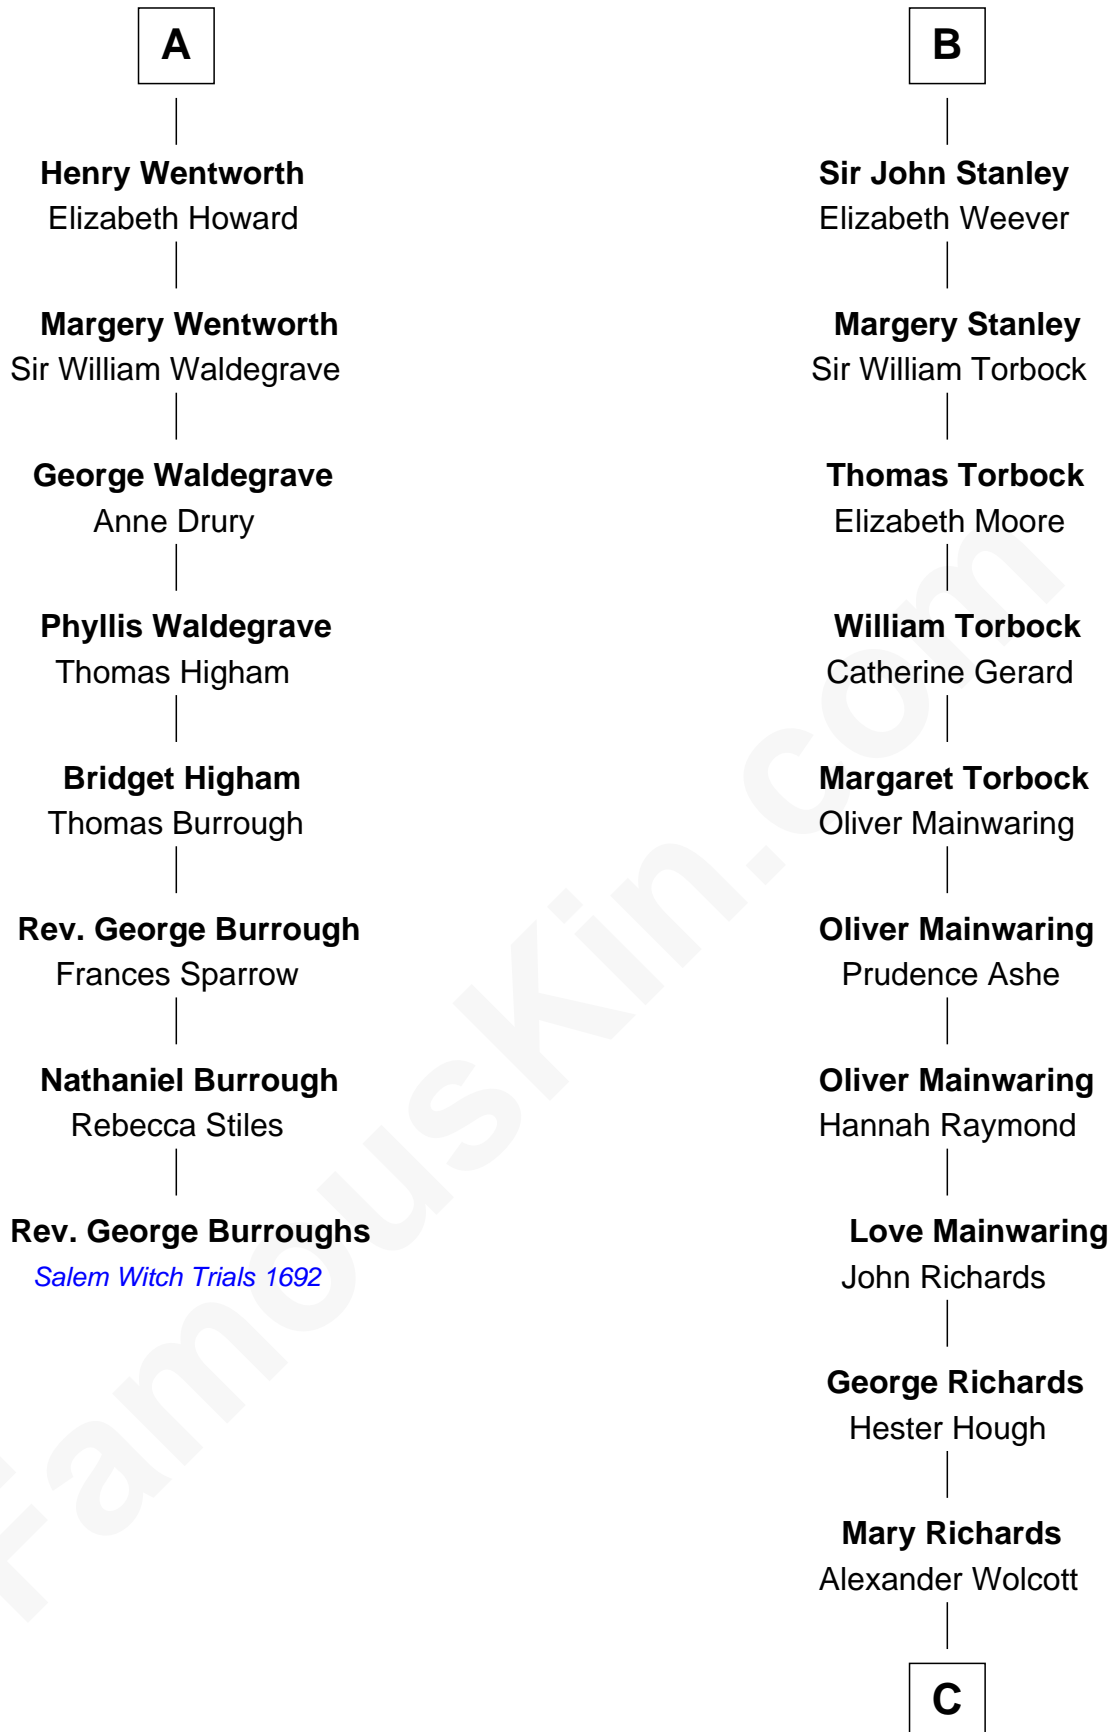 A
Henry Wentworth
Elizabeth Howard
Margery Wentworth
Sir William Waldegrave
George Waldegrave
Anne Drury
Phyllis Waldegrave
Thomas Higham
Bridget Higham
Thomas Burrough
Rev. George Burrough
Frances Sparrow
Nathaniel Burrough
Rebecca Stiles
Rev. George Burroughs
Salem Witch Trials 1692
B
Sir John Stanley
Elizabeth Weever
Margery Stanley
Sir William Torbock
Thomas Torbock
Elizabeth Moore
William Torbock
Catherine Gerard
Margaret Torbock
Oliver Mainwaring
Oliver Mainwaring
Prudence Ashe
Oliver Mainwaring
Hannah Raymond
Love Mainwaring
John Richards
George Richards
Hester Hough
Mary Richards
Alexander Wolcott
C
FamousKin.com